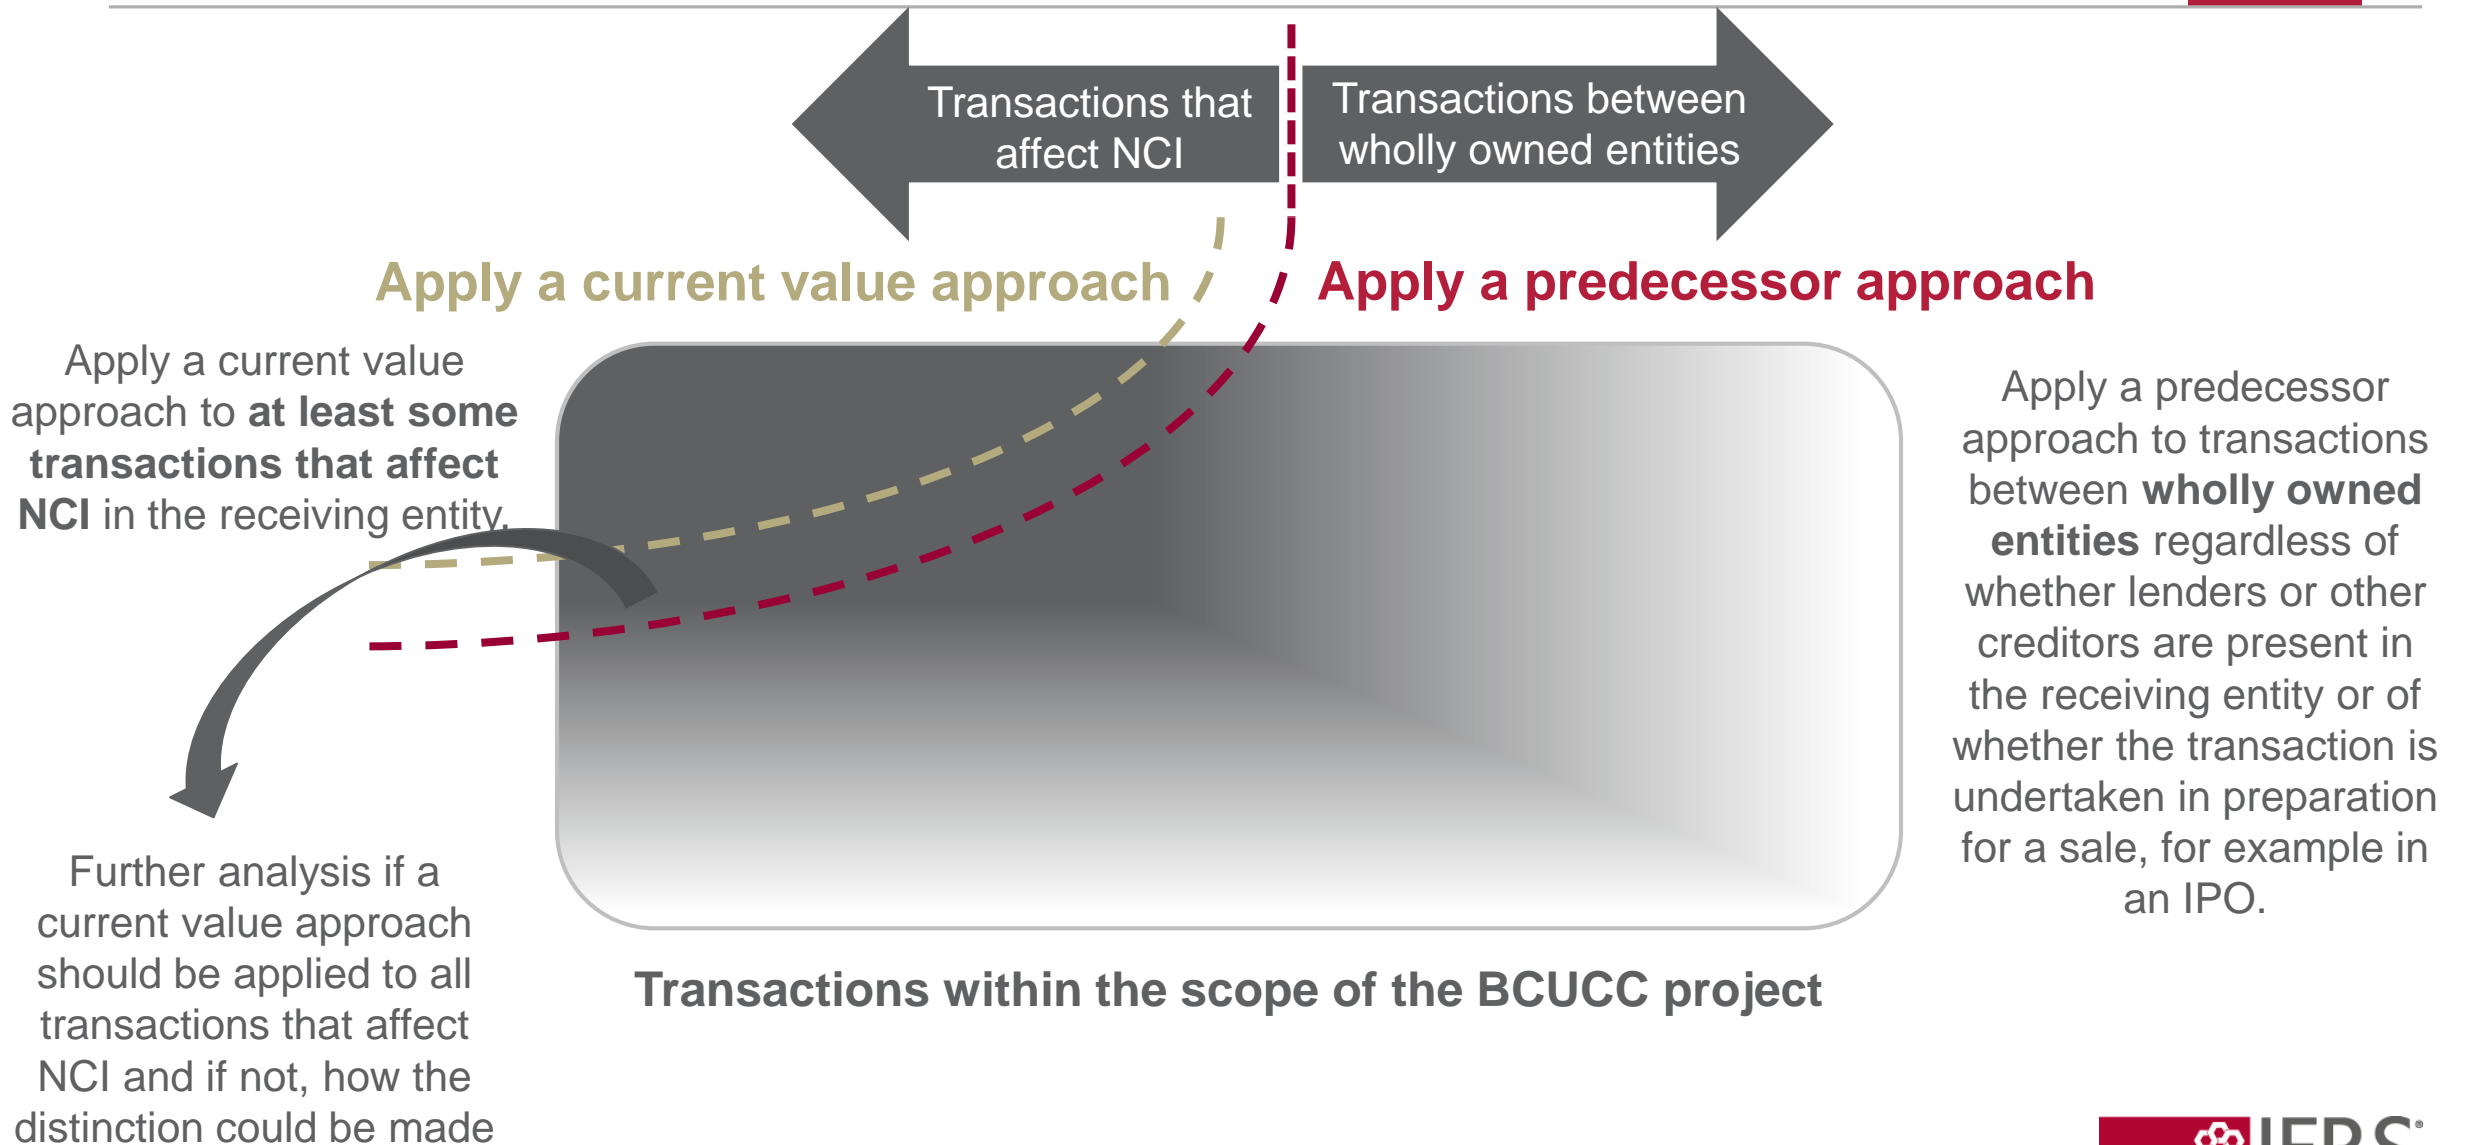 Transactions that
affect NCI
Transactions between
wholly owned entities
Apply a current value approach
Apply a predecessor approach
Apply a current value
approach to at least some
transactions that affect
NCI in the receiving entity.
Further analysis if a
current value approach
should be applied to all
transactions that affect
NCI and if not, how the
distinction could be made
Apply a predecessor
approach to transactions
between wholly owned
entities regardless of
whether lenders or other
creditors are present in
the receiving entity or of
whether the transaction is
undertaken in preparation
for a sale, for example in
an IPO.
Transactions within the scope of the BCUCC project
IFRS®